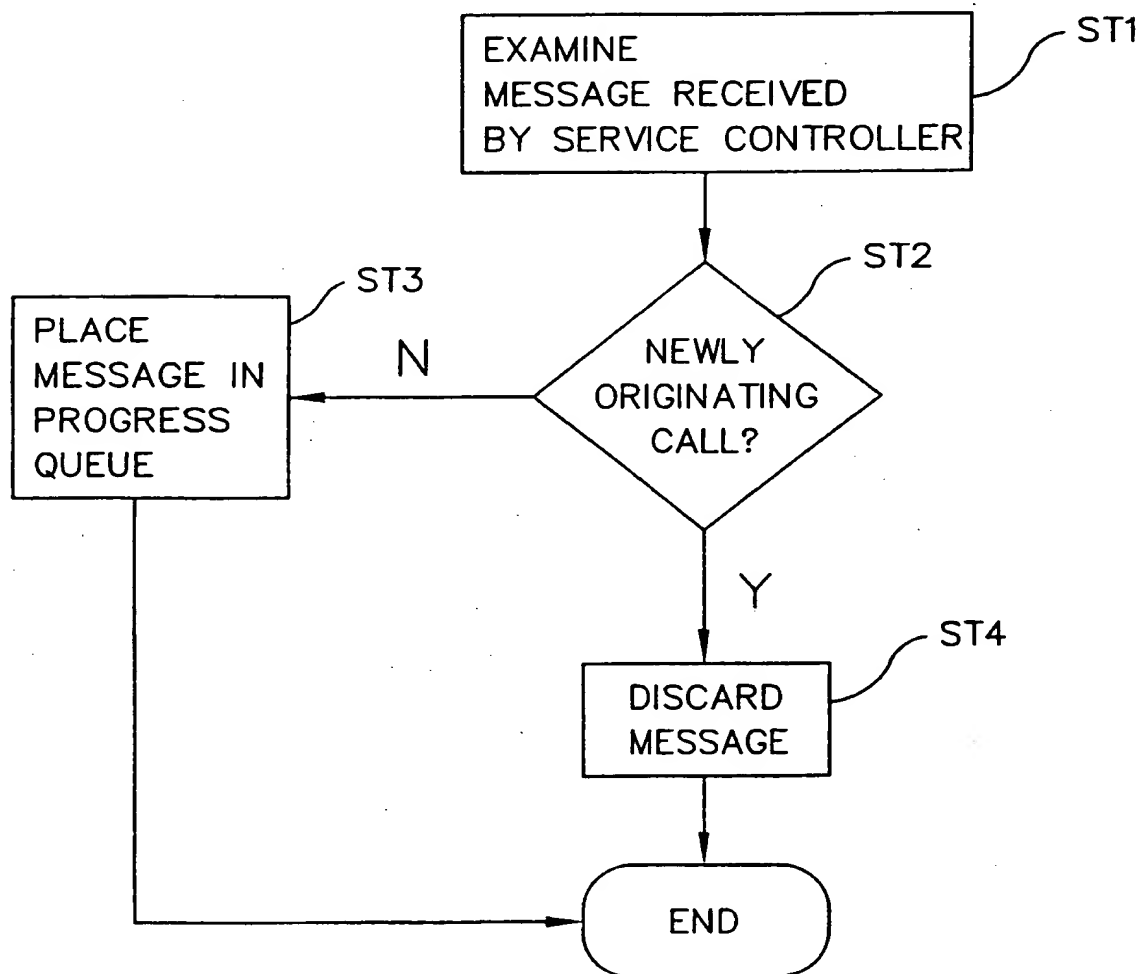 EXAMINE
MESSAGE RECEIVED
BY SERVICE CONTROLLER
ST1
NEWLY
ORIGINATING
CALL?
ST2
N
PLACE
MESSAGE IN
PROGRESS
QUEUE
ST3
Y
DISCARD
MESSAGE
ST4
END